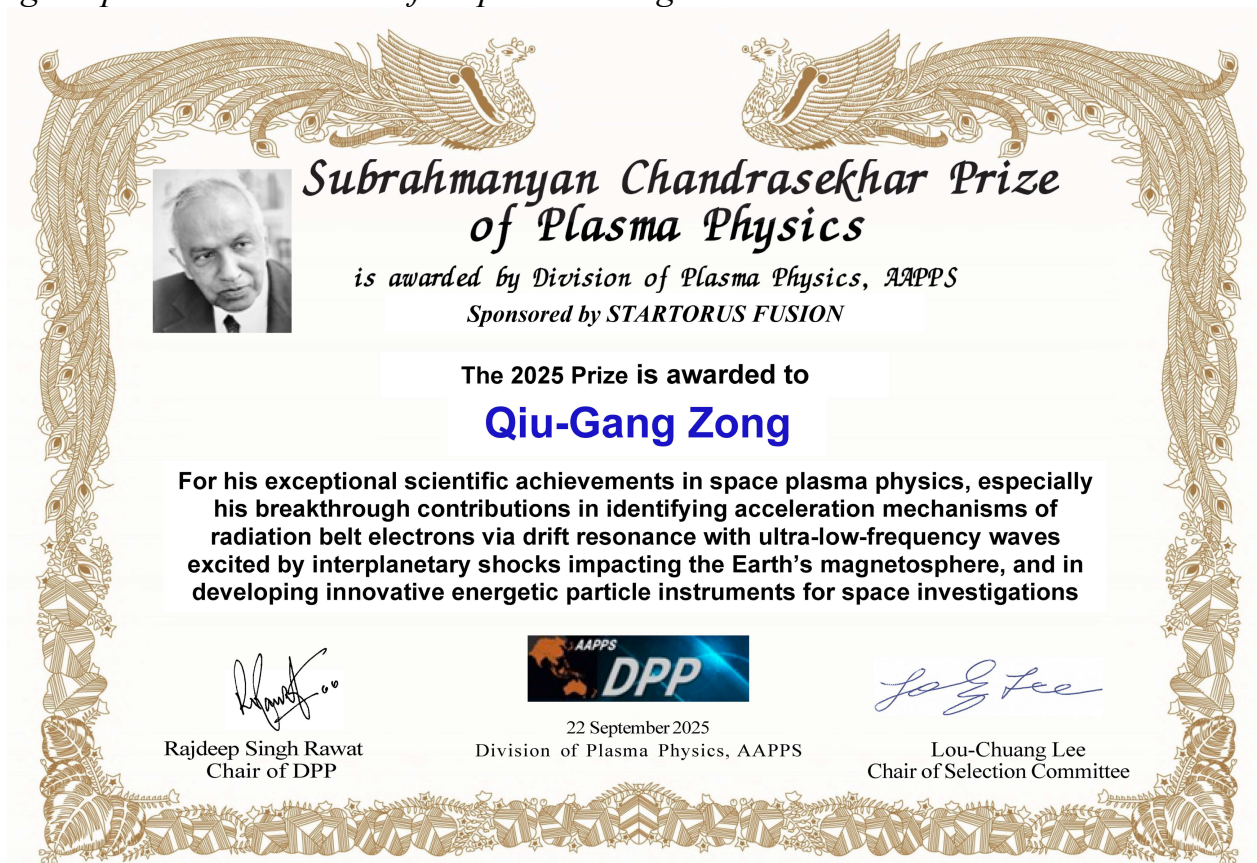 Subrahmanyan Chandrasekhar Prize
of Plasma Physics
is awarded by Division of Plasma Physics, AAPPS
Sponsored by STARTORUS FUSION
The 2025 Prize is awarded to
Qiu-Gang Zong
For his exceptional scientific achievements in space plasma physics, especially
his breakthrough contributions in identifying acceleration mechanisms of
radiation belt electrons via drift resonance with ultra-low-frequency waves
excited by interplanetary shocks impacting the Earth's magnetosphere, and in
developing innovative energetic particle instruments for space investigations
AAPPS
DPP
22 September 2025
Division of Plasma Physics, AAPPS
Rajdeep Singh Rawat
Chair of DPP
Lou-Chuang Lee
Chair of Selection Committee